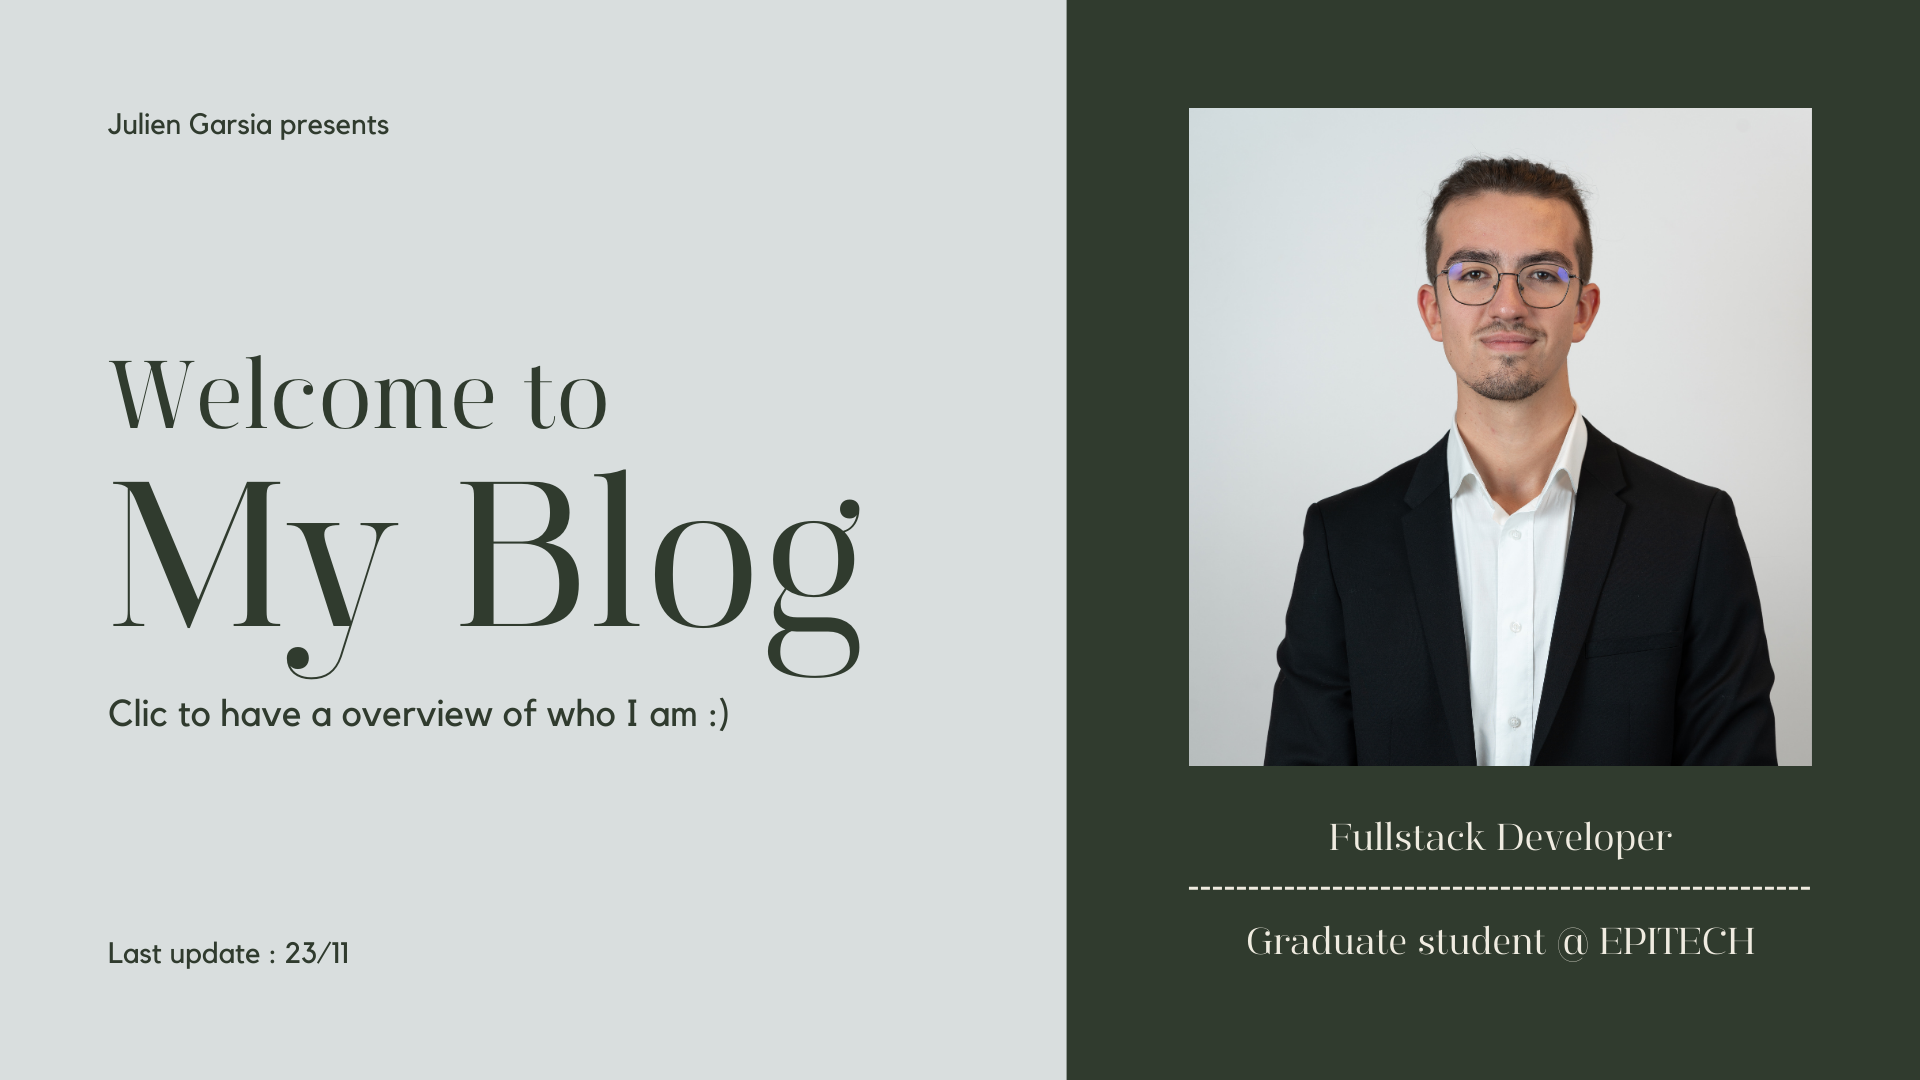 Julien Garsia presents
Welcome to
My Blog
Clic to have a overview of who I am :)
Last update : 23/11
Fullstack Developer
Graduate student @ EPITECH